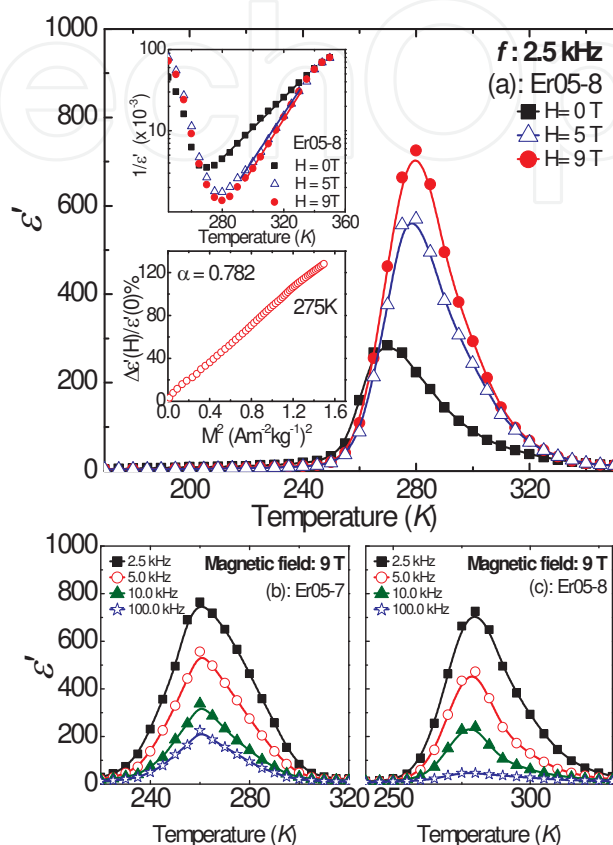 1000
800
600
400
200
0
ε'
200
240
280
320
Temperature (K)
f : 2.5 kHz
(a): Er05-8
H= 0 T
H= 5 T
H= 9 T
100
10
1/ε' (x 10⁻³)
Er05-8
H = 0T
H = 5T
H = 9T
280
320
360
Temperature (K)
120
80
40
0
Δε'(H)/ε'(0)%
α = 0.782
275K
0.0
0.4
0.8
1.2
1.6
M² (Am⁻²kg⁻¹)²
1000
800
600
400
200
0
ε'
2.5 kHz
5.0 kHz
10.0 kHz
100.0 kHz
Magnetic field: 9 T
(b): Er05-7
240
280
320
Temperature (K)
2.5 kHz
5.0 kHz
10.0 kHz
100.0 kHz
Magnetic field: 9 T
(c): Er05-8
250
300
Temperature (K)